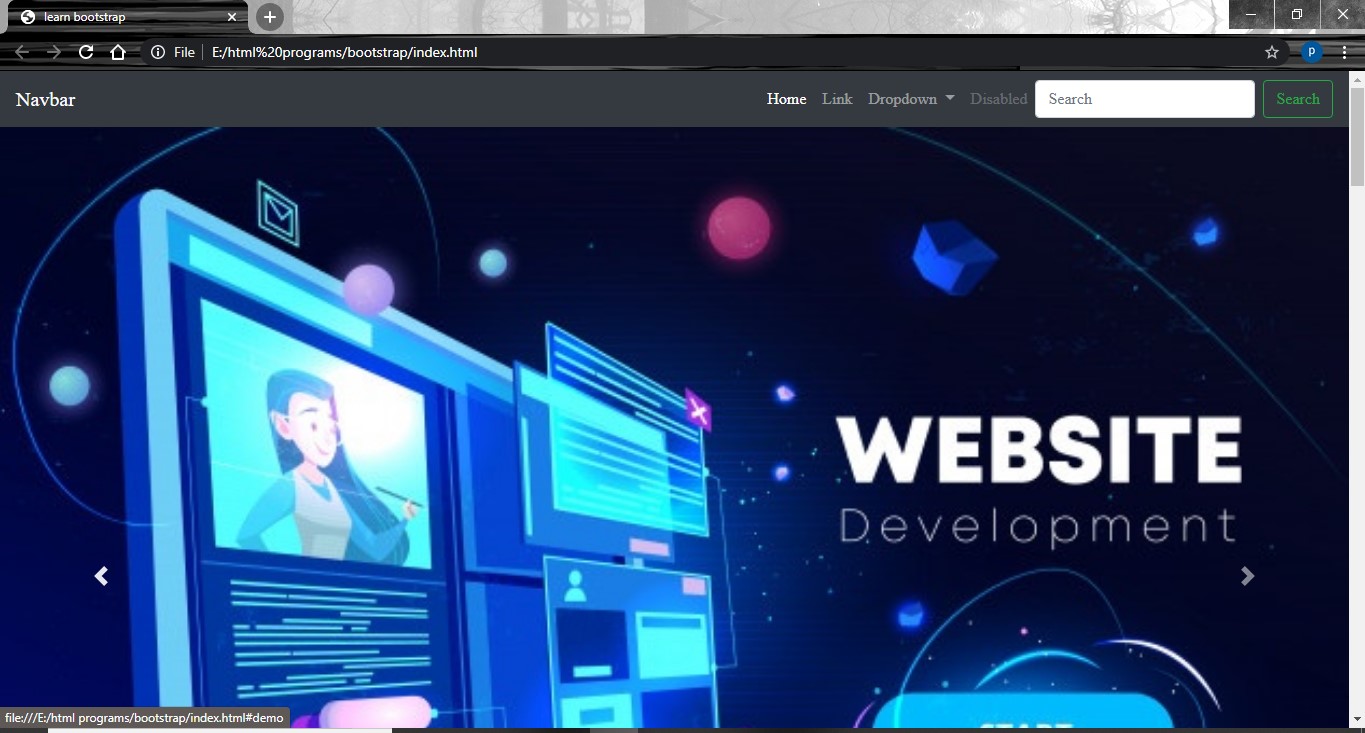 learn bootstrap
File E:/html%20programs/bootstrap/index.html
p
Navbar Home Link Dropdown Disabled Search Search
WEBSITE
Development
START
file:///E:/html programs/bootstrap/index.html#demo